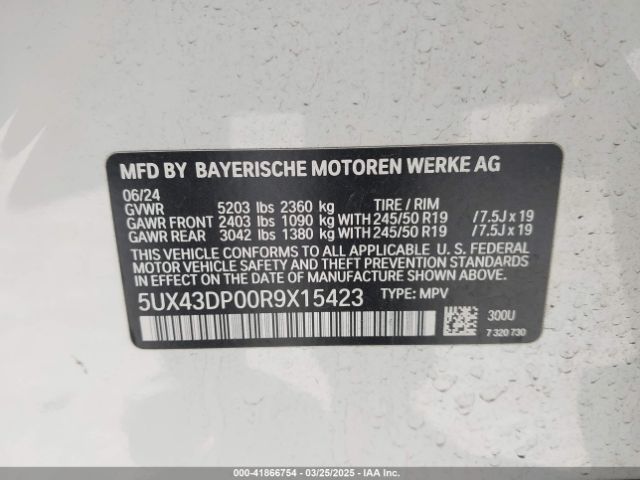 MFD BY BAYERISCHE MOTOREN WERKE AG
06/24
GVWR 5203 lbs 2360 kg TIRE / RIM
GAWR FRONT 2403 lbs 1090 kg WITH 245/50 R19 / 7.5J x 19
GAWR REAR 3042 lbs 1380 kg WITH 245/50 R19 / 7.5J x 19
THIS VEHICLE CONFORMS TO ALL APPLICABLE U. S. FEDERAL
MOTOR VEHICLE SAFETY AND THEFT PREVENTION STANDARDS
IN EFFECT ON THE DATE OF MANUFACTURE SHOWN ABOVE.
5UX43DP00R9X15423 TYPE: MPV
300U
7 320 730
000-41866754 — 03/25/2025 — IAA Inc.